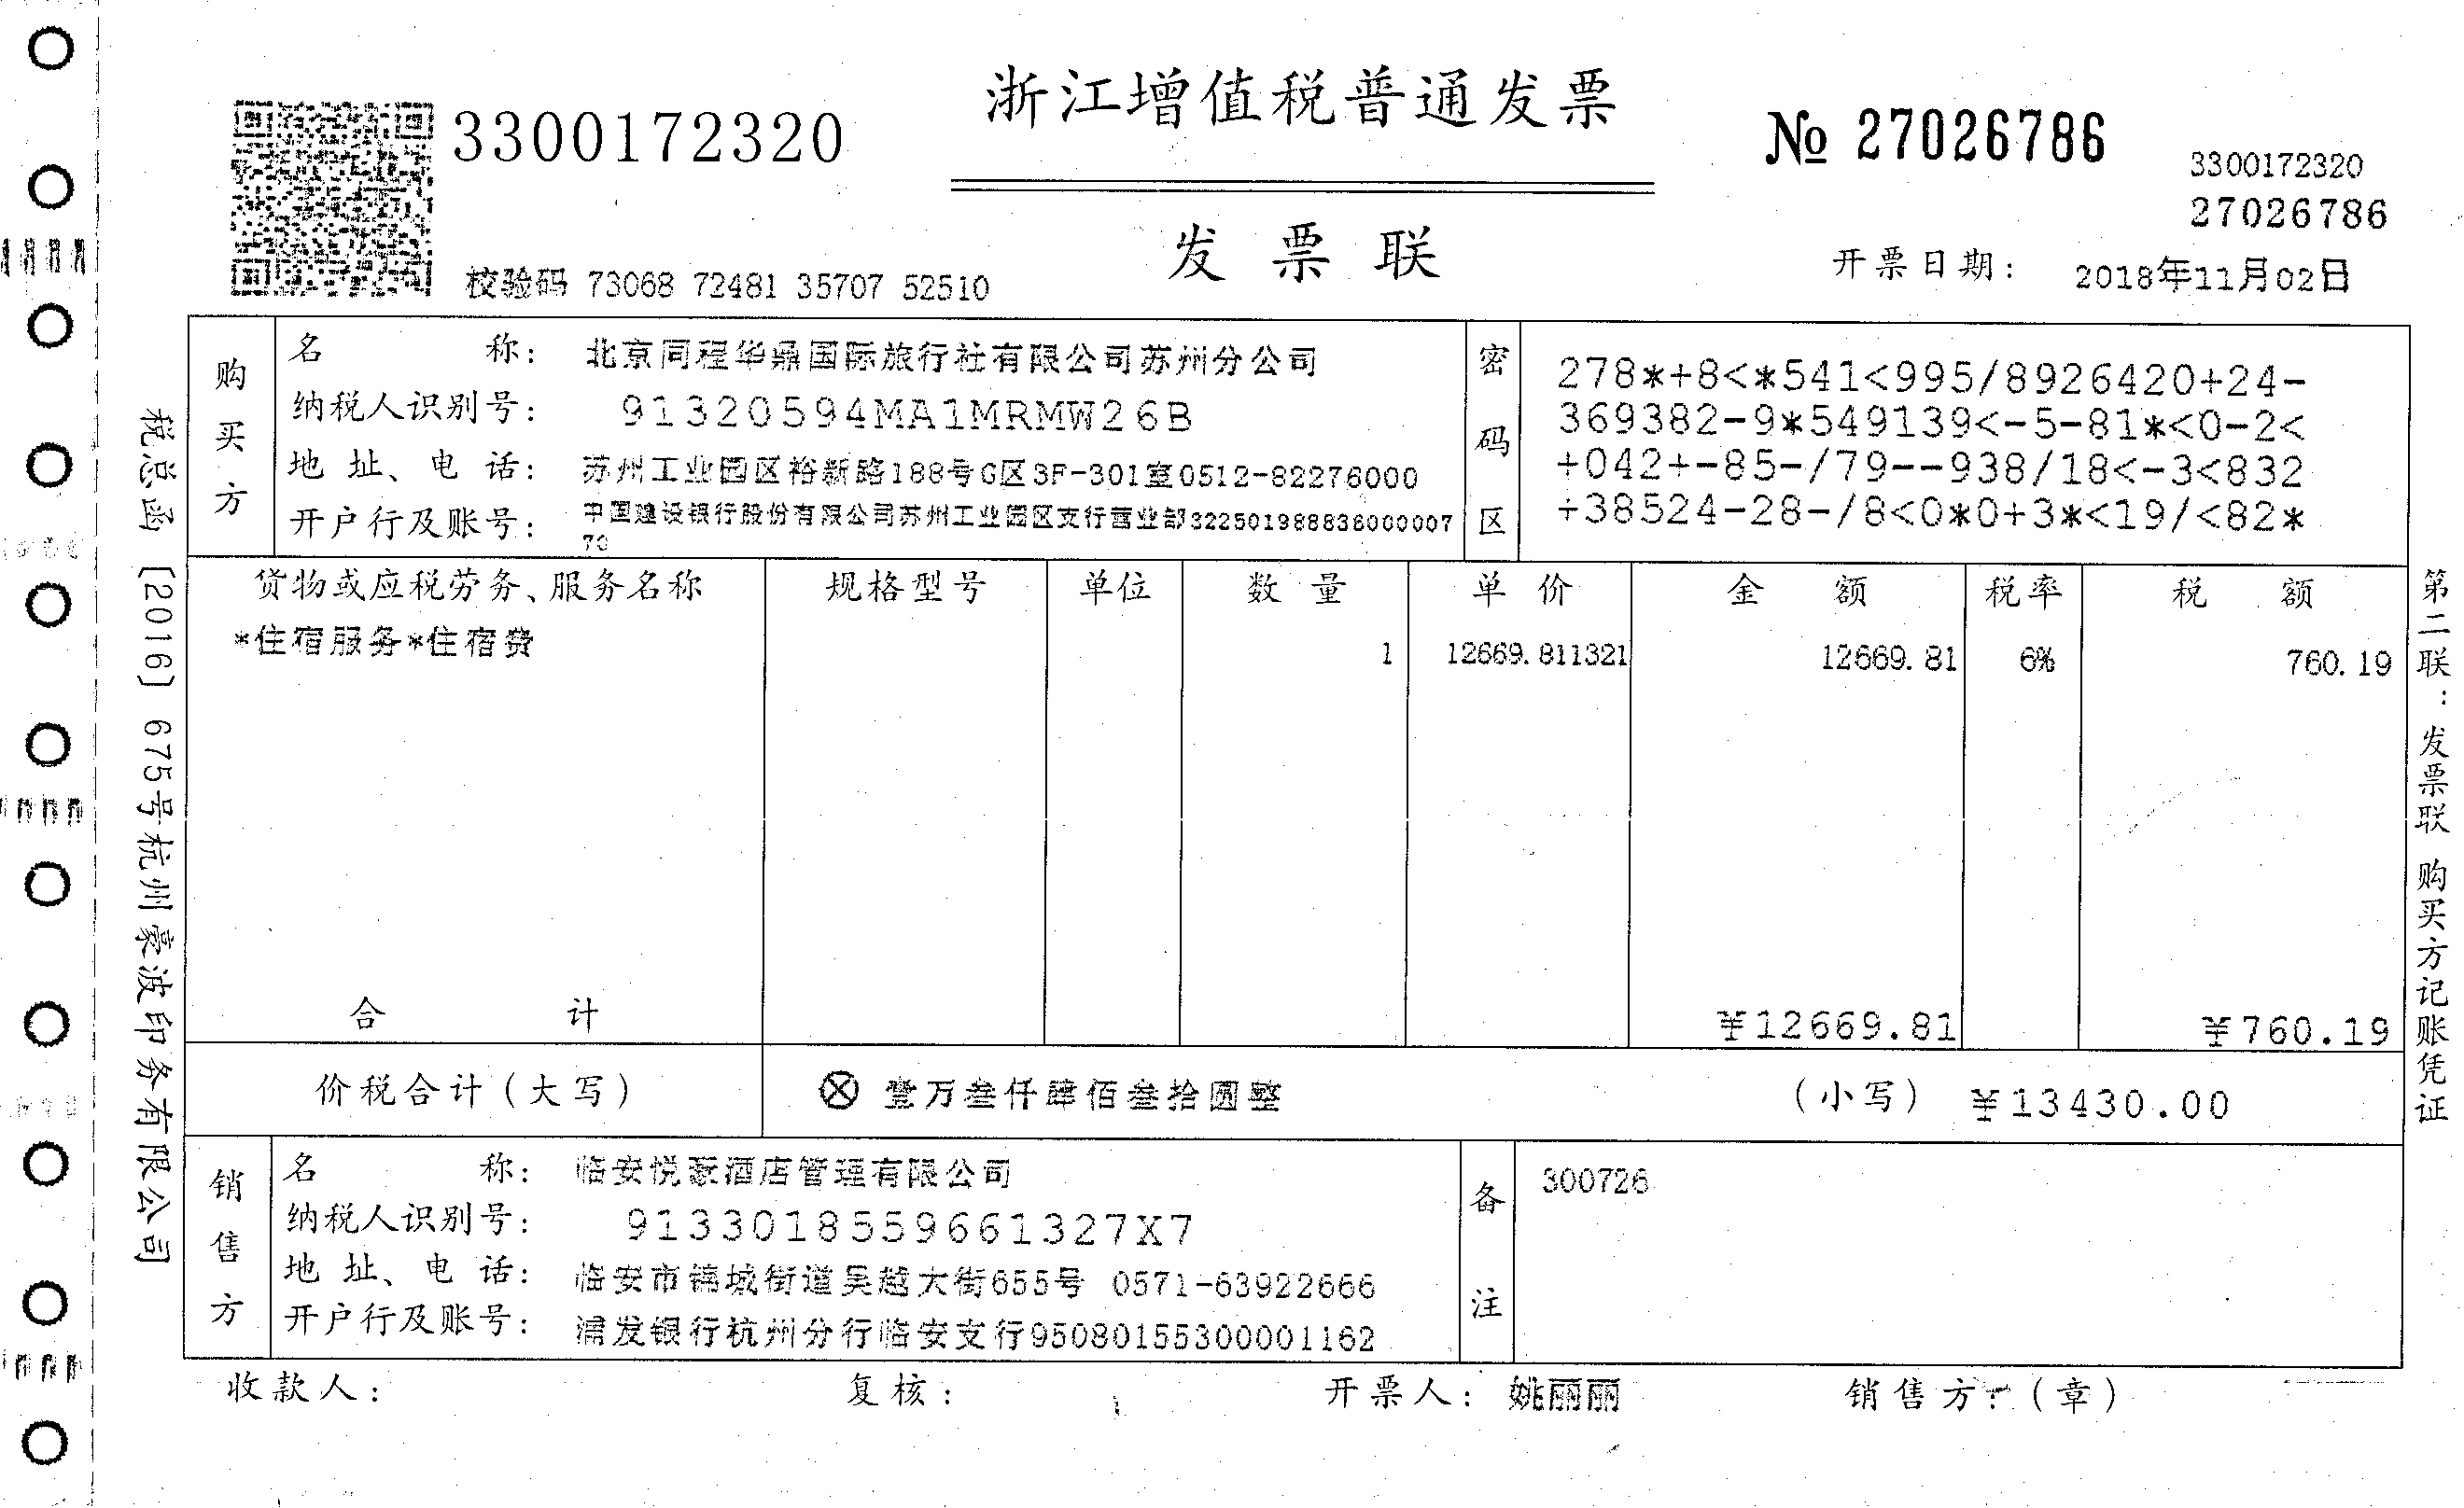 浙江增值税普通发票
3300172320
№ 27026786
3300172320
27026786
发票联
校验码 73068 72481 35707 52510
开票日期: 2018年11月02日
税总函〔2016〕675号杭州豪波印务有限公司
购买方
名称: 北京同程华鼎国际旅行社有限公司苏州分公司
纳税人识别号: 91320594MA1MRMW26B
地址、电话: 苏州工业园区裕新路188号G区3F-301室0512-82276000
开户行及账号: 中国建设银行股份有限公司苏州工业园区支行营业部322501988836000007
70
密码区
278*+8<*541<995/8926420+24-
369382-9*549139<-5-81*<0-2<
+042+-85-/79--938/18<-3<832
+38524-28-/8<0*0+3*<19/<82*
货物或应税劳务、服务名称 规格型号 单位 数量 单价 金额 税率 税额
*住宿服务*住宿费 1 12669.811321 12669.81 6% 760.19
合计 ¥12669.81 ¥760.19
价税合计(大写) ⊗ 壹万叁仟肆佰叁拾圆整 (小写) ¥13430.00
销售方
名称: 临安悦豪酒店管理有限公司
纳税人识别号: 9133018559661327X7
地址、电话: 临安市锦城街道吴越大街655号 0571-63922666
开户行及账号: 浦发银行杭州分行临安支行95080155300001162
备注
300726
收款人: 复核: 开票人: 姚丽丽 销售方:(章)
第二联:发票联 购买方记账凭证